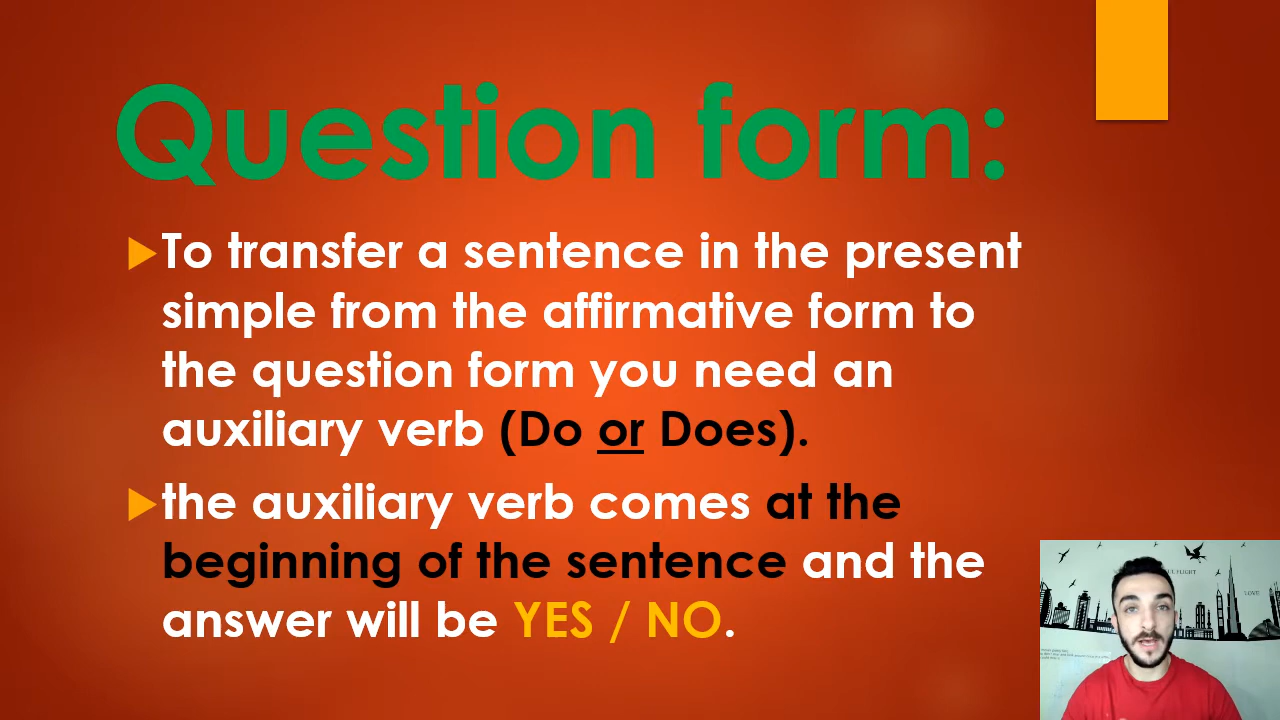 Question form:
To transfer a sentence in the present
simple from the affirmative form to
the question form you need an
auxiliary verb (Do or Does).
the auxiliary verb comes at the
beginning of the sentence and the
answer will be YES / NO.